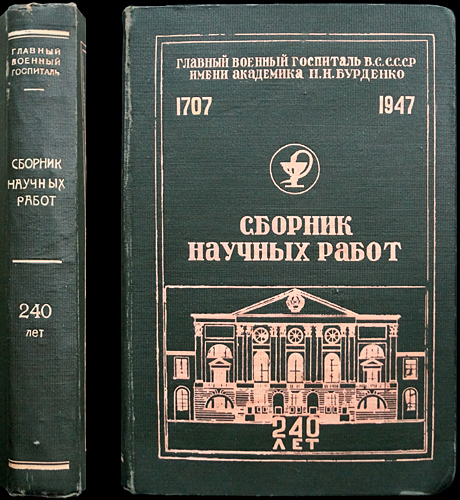 ГЛАВНЫЙ
ВОЕННЫЙ
ГОСПИТАЛЬ
СБОРНИК
НАУЧНЫХ
РАБОТ
240
лет
ГЛАВНЫЙ ВОЕННЫЙ ГОСПИТАЛЬ В.С.СССР
ИМЕНИ АКАДЕМИКА Н.Н.БУРДЕНКО
1707 1947
СБОРНИК
НАУЧНЫХ РАБОТ
240
ЛЕТ